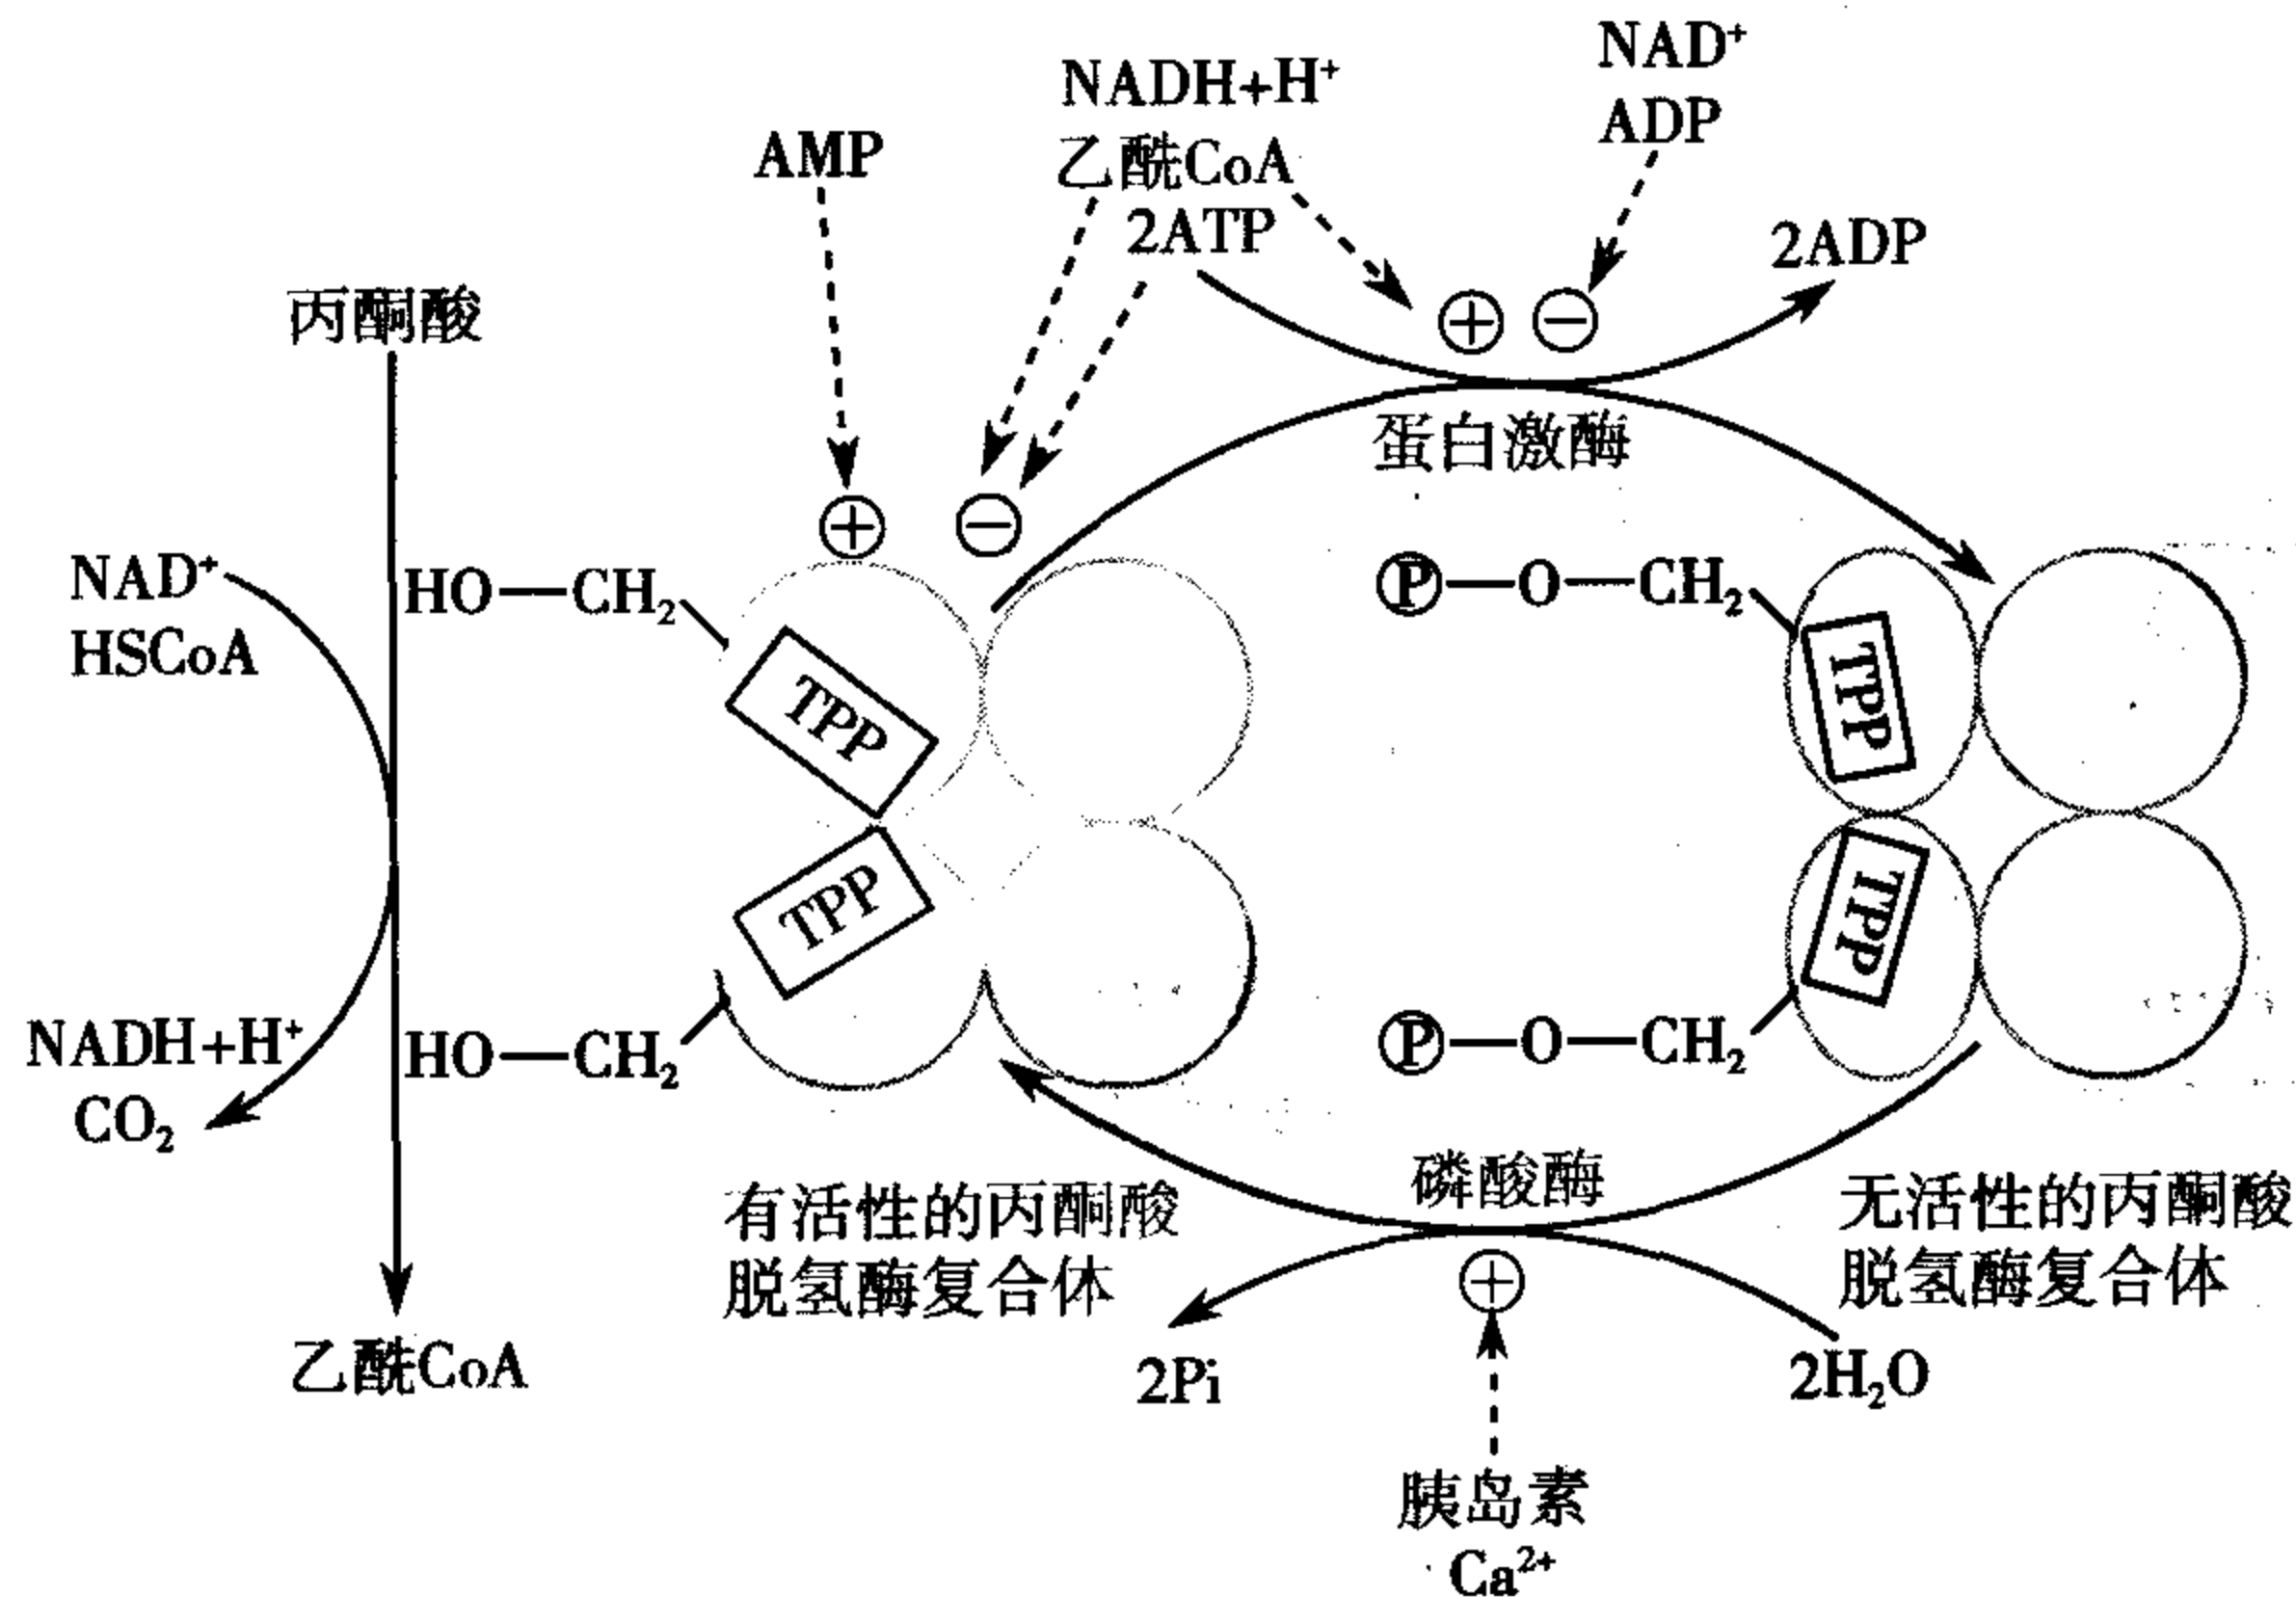 NAD⁺
ADP
NADH+H⁺
乙酰CoA
2ATP
AMP
2ADP
丙酮酸
蛋白激酶
NAD⁺
HSCoA
HO—CH₂
TPP
Ⓟ—O—CH₂
TPP
TPP
TPP
NADH+H⁺
CO₂
HO—CH₂
Ⓟ—O—CH₂
有活性的丙酮酸
脱氢酶复合体
磷酸酶
无活性的丙酮酸
脱氢酶复合体
乙酰CoA
2Pi
2H₂O
胰岛素
Ca²⁺